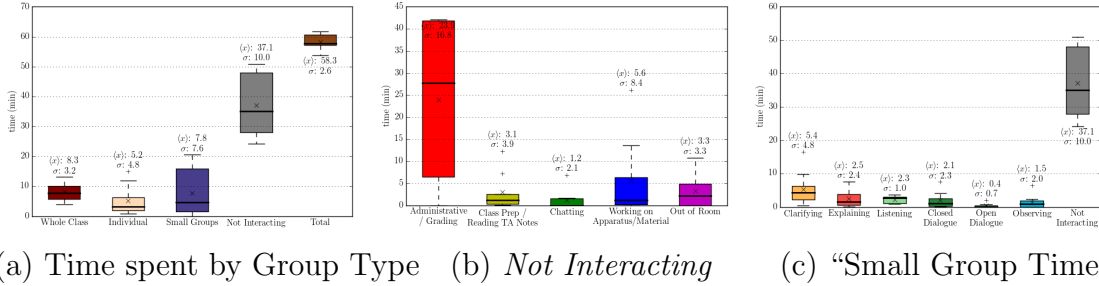 70
60
50
40
30
20
10
0
time (min)
⟨x⟩: 8.3
σ: 3.2
⟨x⟩: 5.2
σ: 4.8
⟨x⟩: 7.8
σ: 7.6
⟨x⟩: 37.1
σ: 10.0
⟨x⟩: 58.3
σ: 2.6
Whole Class Individual Small Groups Not Interacting Total
(a) Time spent by Group Type
45
40
35
30
25
20
15
10
5
0
time (min)
σ: 16.8
⟨x⟩: 3.1
σ: 3.9
⟨x⟩: 1.2
σ: 2.1
⟨x⟩: 5.6
σ: 8.4
⟨x⟩: 3.3
σ: 3.3
Administrative
/ Grading
Class Prep /
Reading TA Notes
Chatting
Working on
Apparatus/Material
Out of Room
(b) Not Interacting
60
50
40
30
20
10
0
time (min)
⟨x⟩: 5.4
σ: 4.8
⟨x⟩: 2.5
σ: 2.4
⟨x⟩: 2.3
σ: 1.0
⟨x⟩: 2.1
σ: 2.3
⟨x⟩: 0.4
σ: 0.7
⟨x⟩: 1.5
σ: 2.0
⟨x⟩: 37.1
σ: 10.0
Clarifying
Explaining
Listening
Closed
Dialogue
Open
Dialogue
Observing
Not
Interacting
(c) “Small Group Time